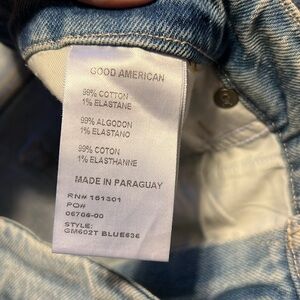 GOOD AMERICAN
99% COTTON
1% ELASTANE
99% ALGODON
1% ELASTANO
99% COTON
1% ELASTHANNE
MADE IN PARAGUAY
RN# 151301
PO#
06706-00
STYLE:
GM602T BLUE636